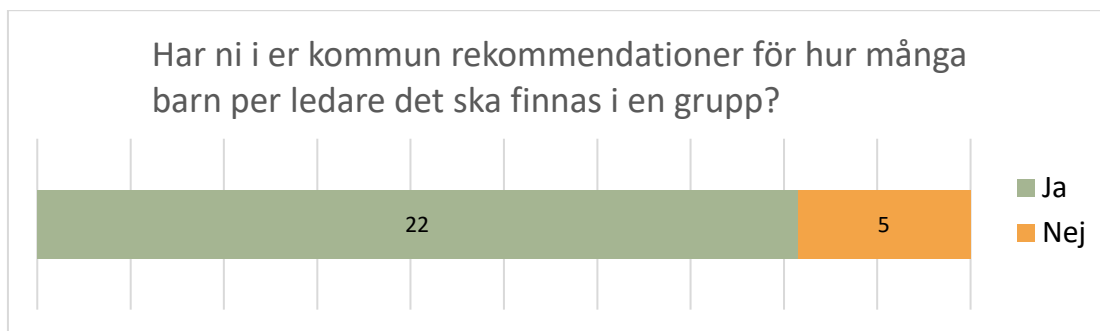 Har ni i er kommun rekommendationer för hur många
barn per ledare det ska finnas i en grupp?
22
5
Ja
Nej